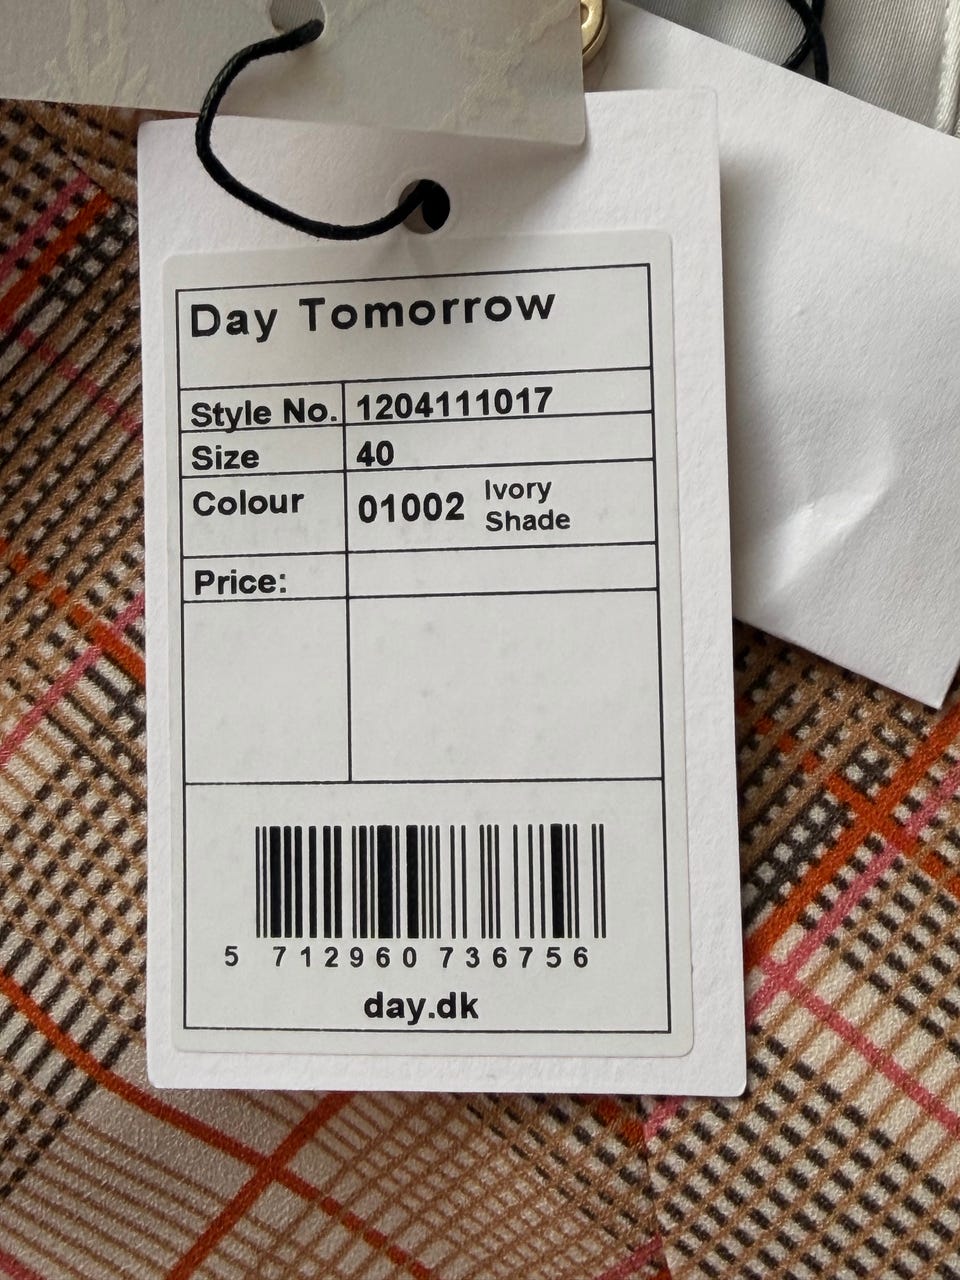 Day Tomorrow
Style No. 1204111017
Size 40
Colour 01002 Ivory Shade
Price:
5 712960 736756
day.dk